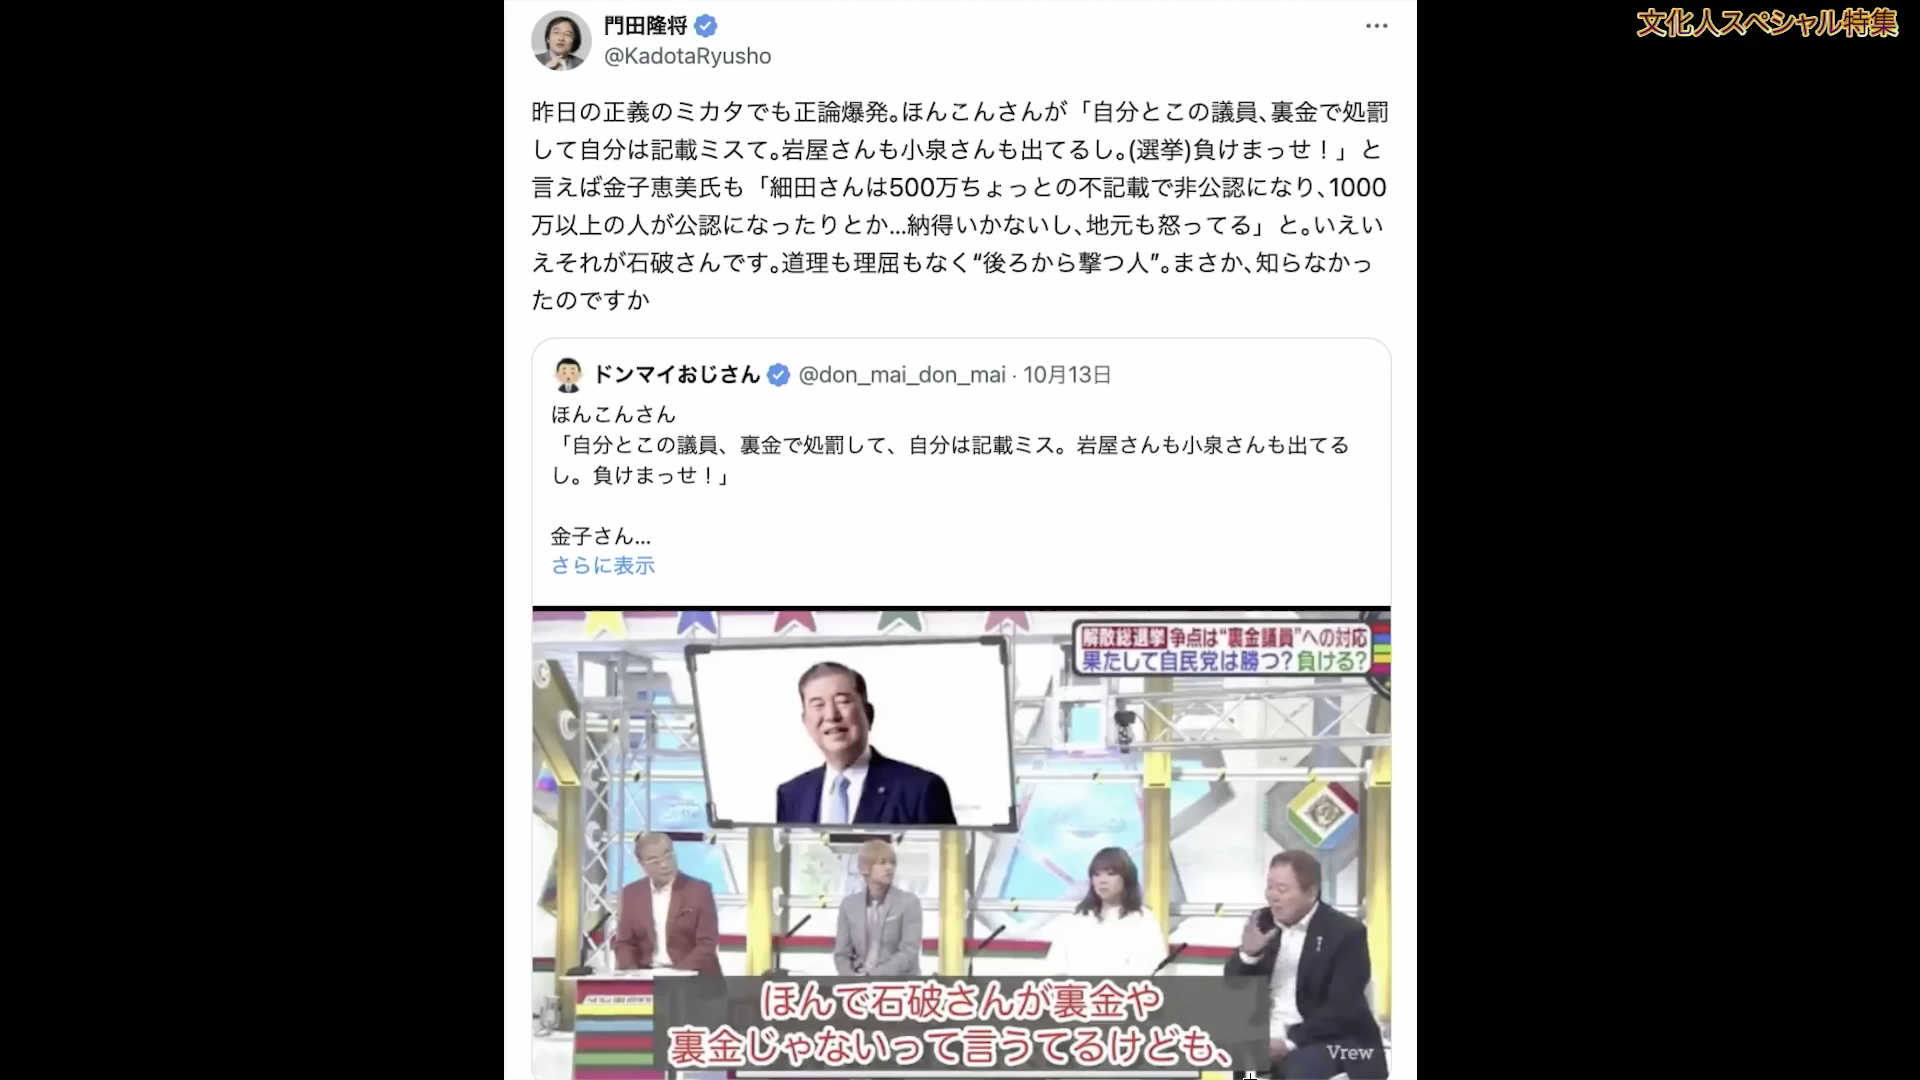 文化人スペシャル特集
門田隆将
@KadotaRyusho
昨日の正義のミカタでも正論爆発｡ほんこんさんが「自分とこの議員､裏金で処罰
して自分は記載ミスて｡岩屋さんも小泉さんも出てるし｡(選挙)負けまっせ！」と
言えば金子恵美氏も「細田さんは500万ちょっとの不記載で非公認になり､1000
万以上の人が公認になったりとか...納得いかないし､地元も怒ってる」と｡いえい
えそれが石破さんです｡道理も理屈もなく“後ろから撃つ人”｡まさか､知らなかっ
たのですか
ドンマイおじさん @don_mai_don_mai · 10月13日
ほんこんさん
「自分とこの議員、裏金で処罰して、自分は記載ミス。岩屋さんも小泉さんも出てる
し。負けまっせ！」
金子さん...
さらに表示
解散総選挙 争点は“裏金議員”への対応
果たして自民党は勝つ？負ける？
ほんで石破さんが裏金や
裏金じゃないって言うてるけども、
Vrew